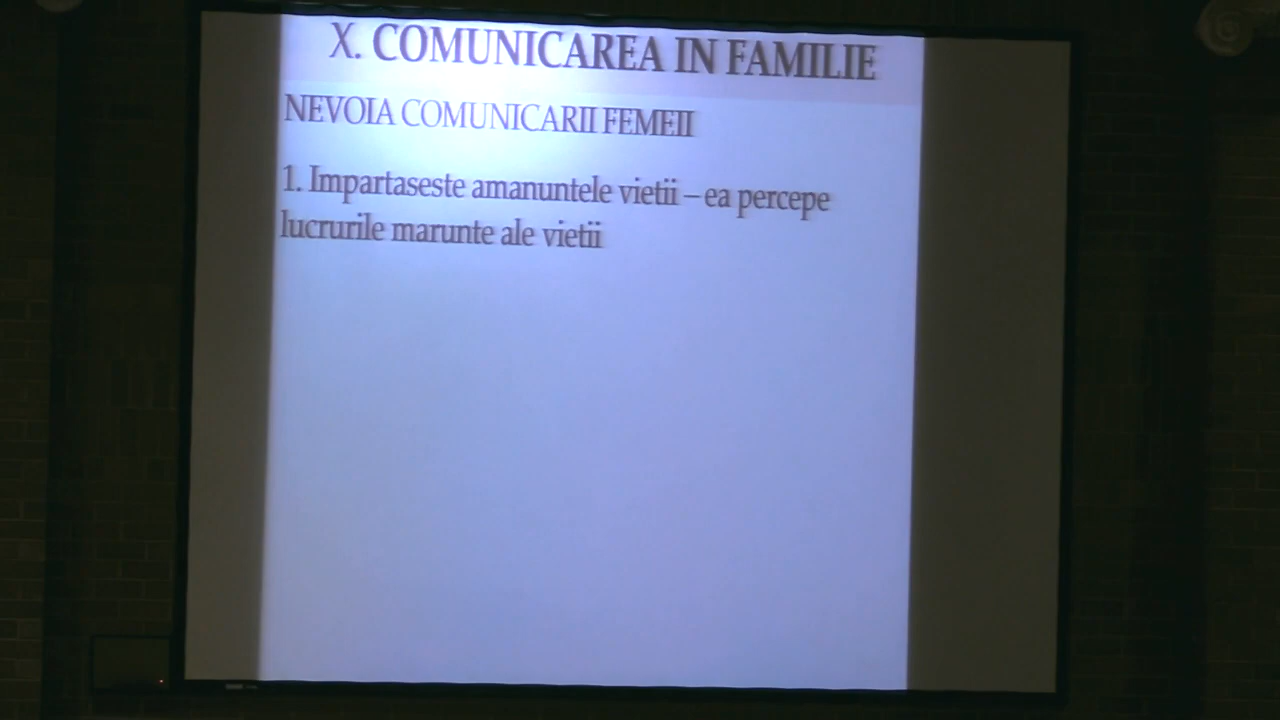 X. COMUNICAREA IN FAMILIE
NEVOIA COMUNICARII FEMEII
1. Impartaseste amanuntele vietii – ea percepe
lucrurile marunte ale vietii